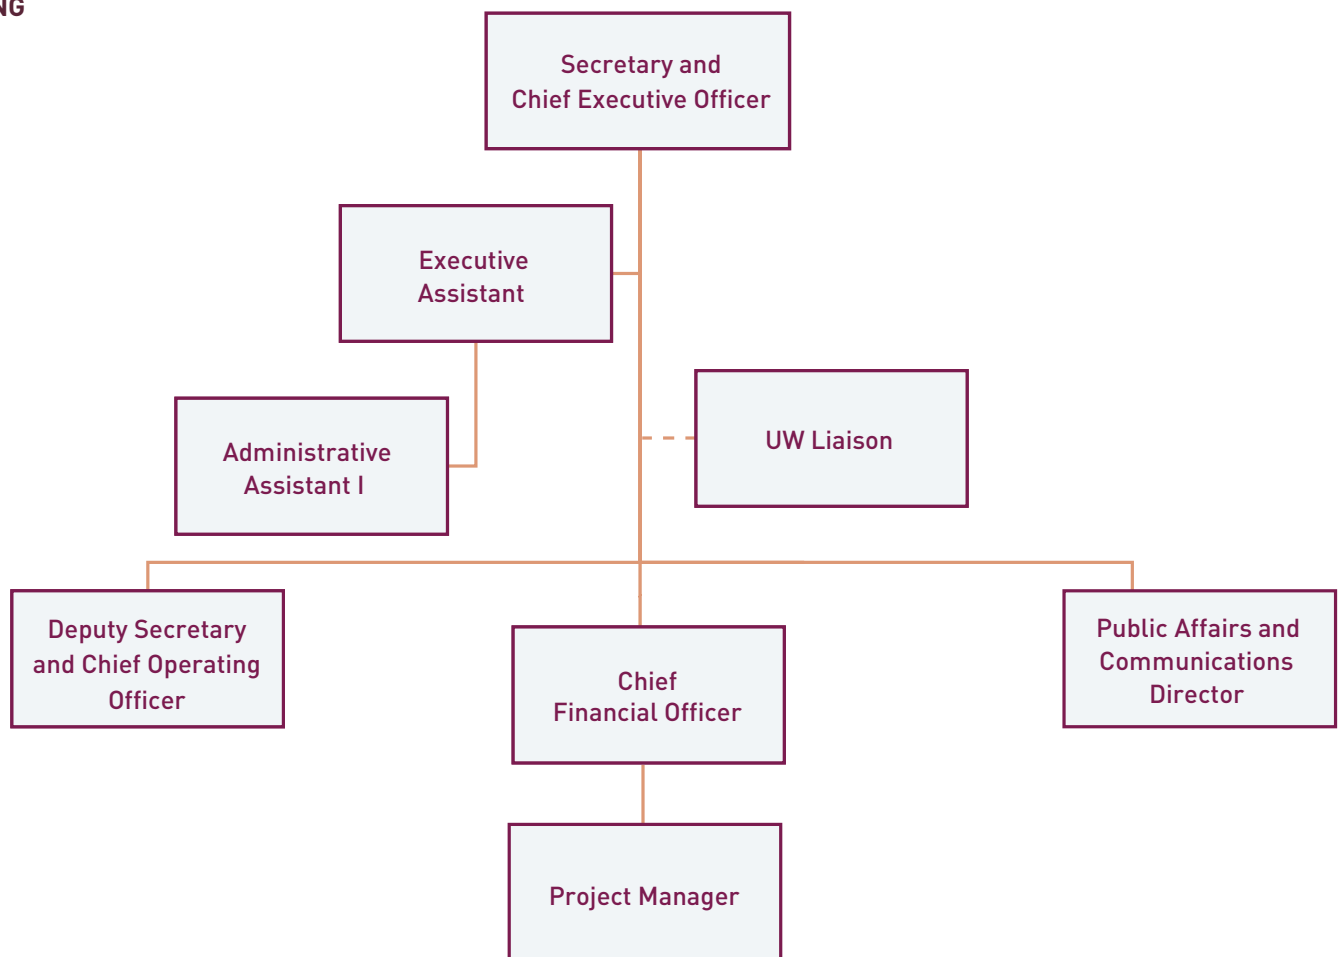 Secretary and
Chief Executive Officer
Executive
Assistant
Administrative
Assistant I
UW Liaison
Deputy Secretary
and Chief Operating
Officer
Chief
Financial Officer
Public Affairs and
Communications
Director
Project Manager